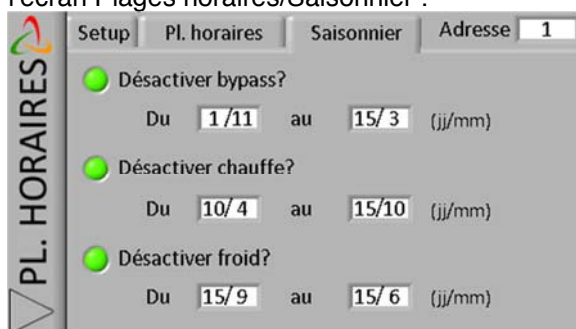 l'écran Plages horaires/Saisonnier :
Setup Pl. horaires Saisonnier Adresse 1
PL. HORAIRES
Désactiver bypass?
Du 1/11 au 15/ 3 (jj/mm)
Désactiver chauffe?
Du 10/ 4 au 15/10 (jj/mm)
Désactiver froid?
Du 15/ 9 au 15/ 6 (jj/mm)